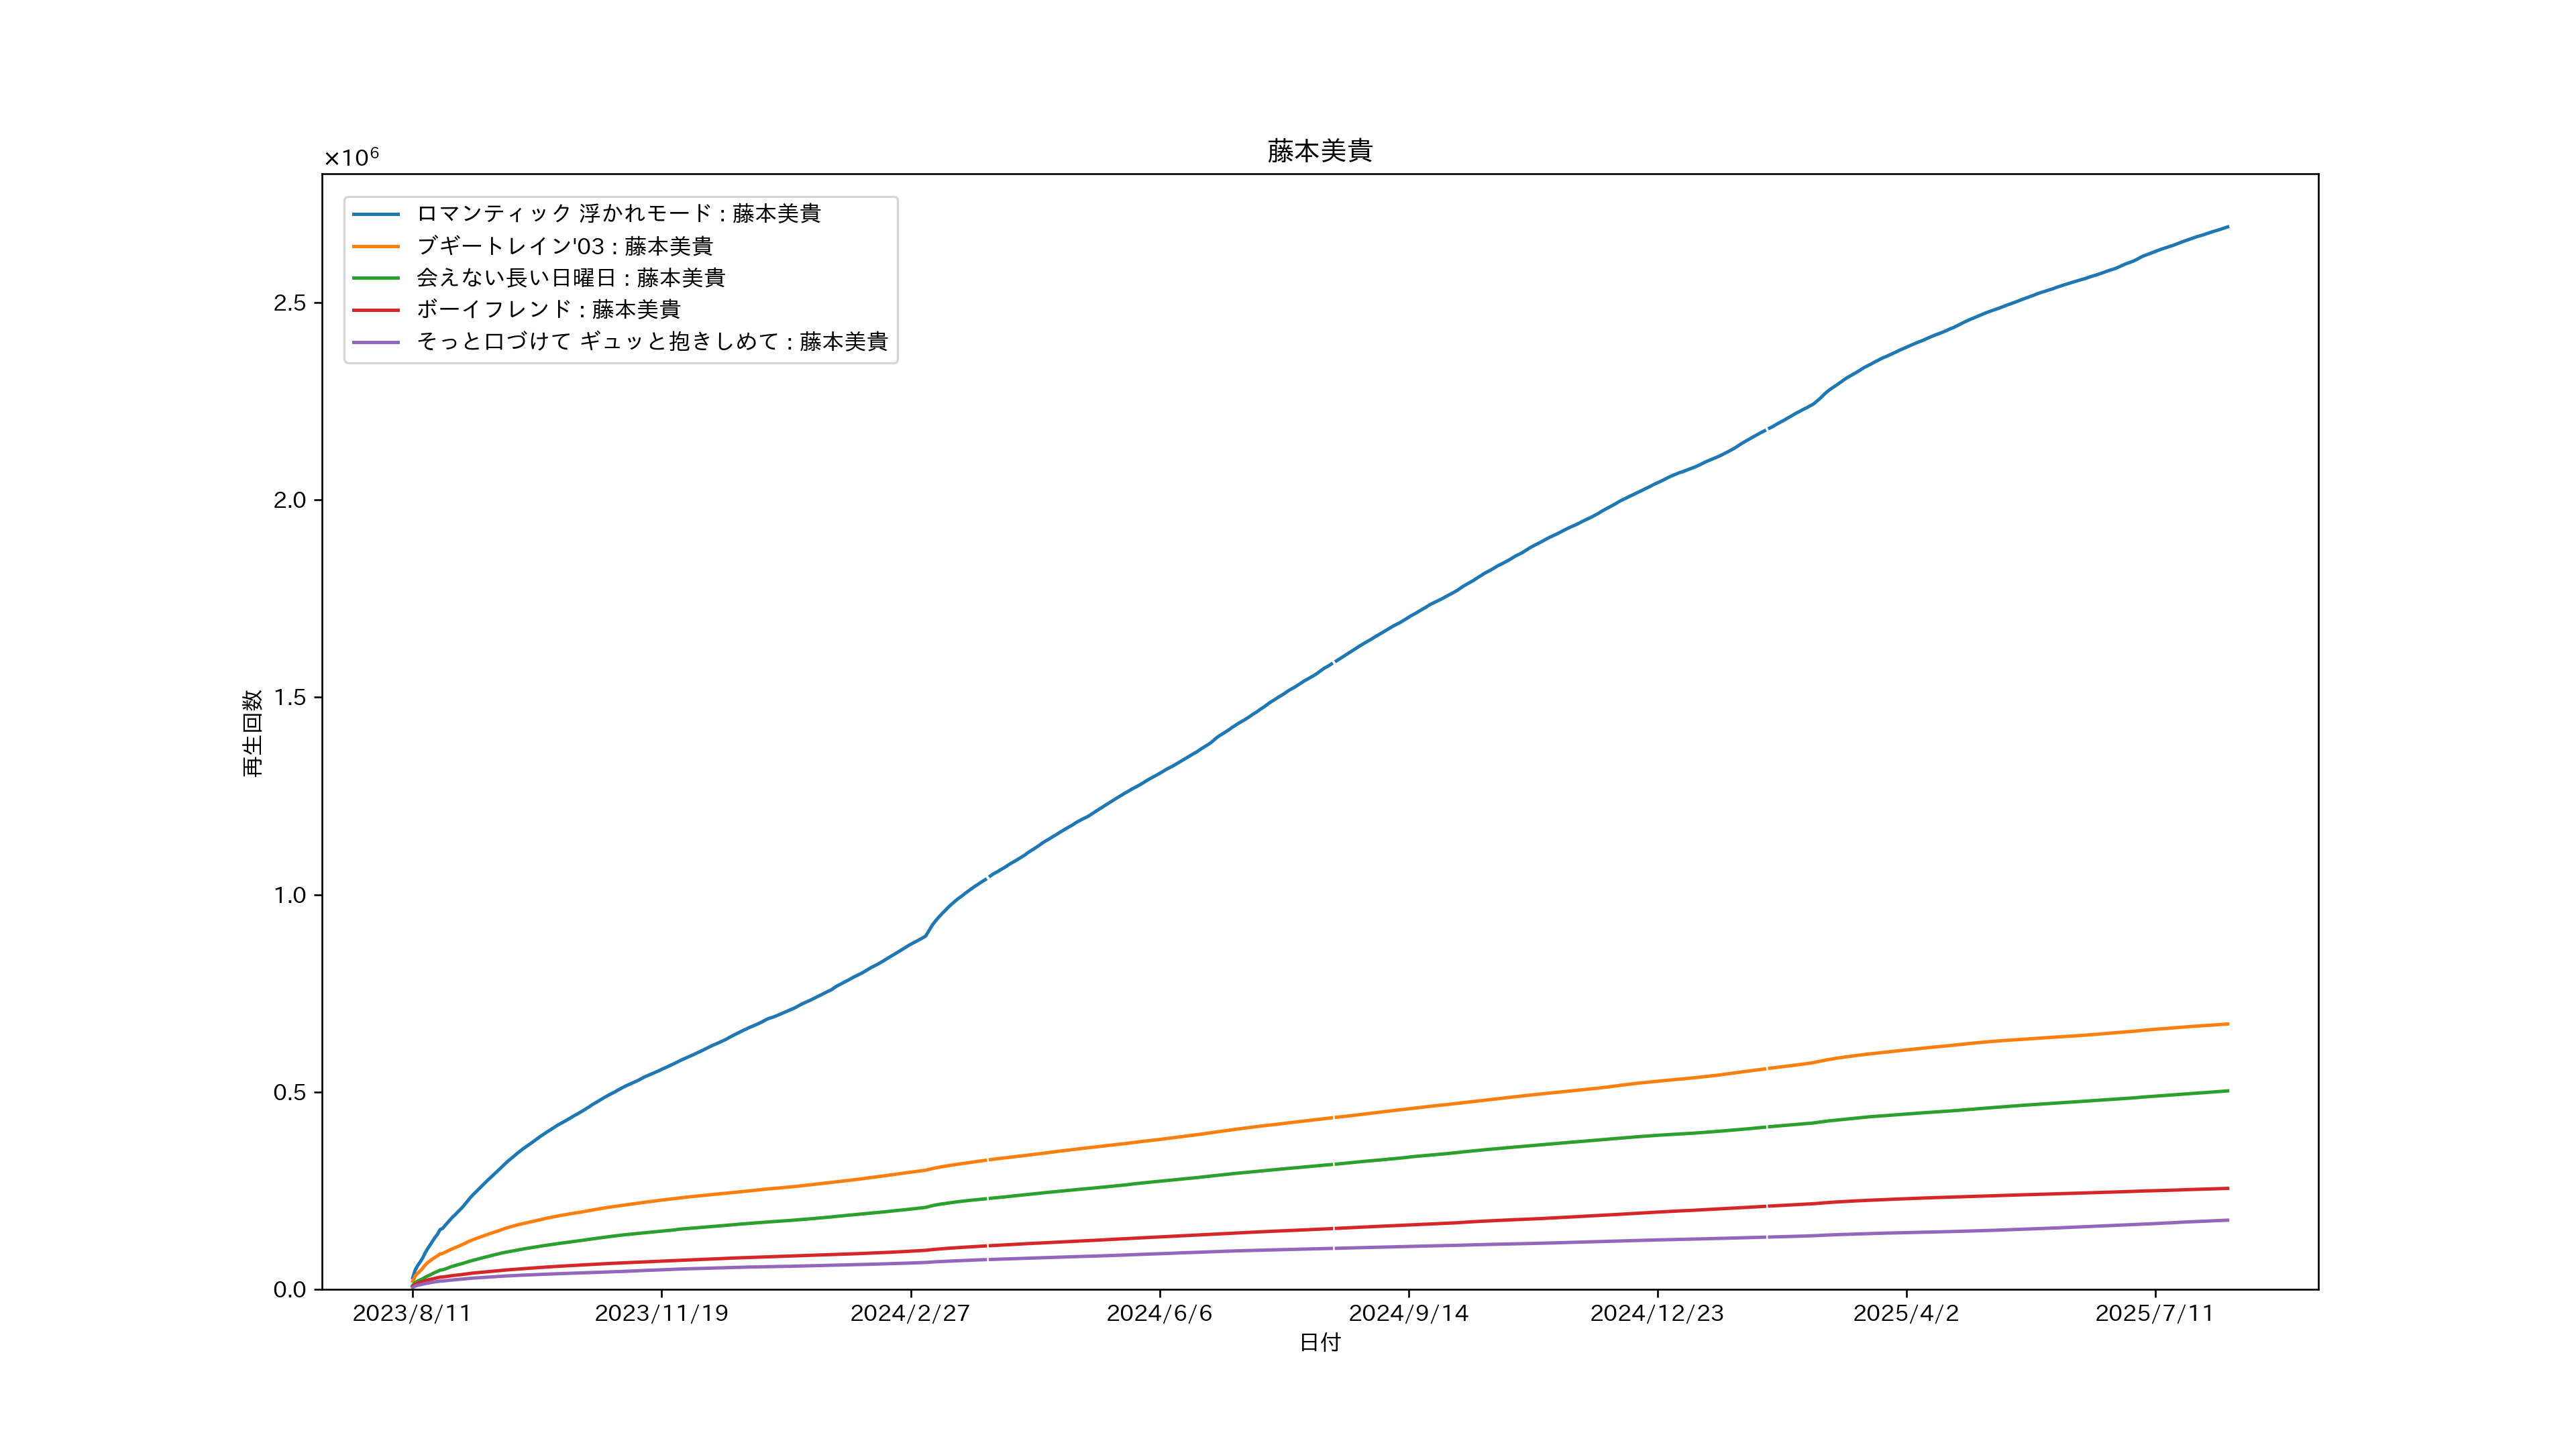 藤本美貴
×10⁶
ロマンティック 浮かれモード : 藤本美貴
ブギートレイン'03 : 藤本美貴
会えない長い日曜日 : 藤本美貴
ボーイフレンド : 藤本美貴
そっと口づけて ギュッと抱きしめて : 藤本美貴
2.5
2.0
1.5
1.0
0.5
0.0
再生回数
2023/8/11 2023/11/19 2024/2/27 2024/6/6 2024/9/14 2024/12/23 2025/4/2 2025/7/11
日付